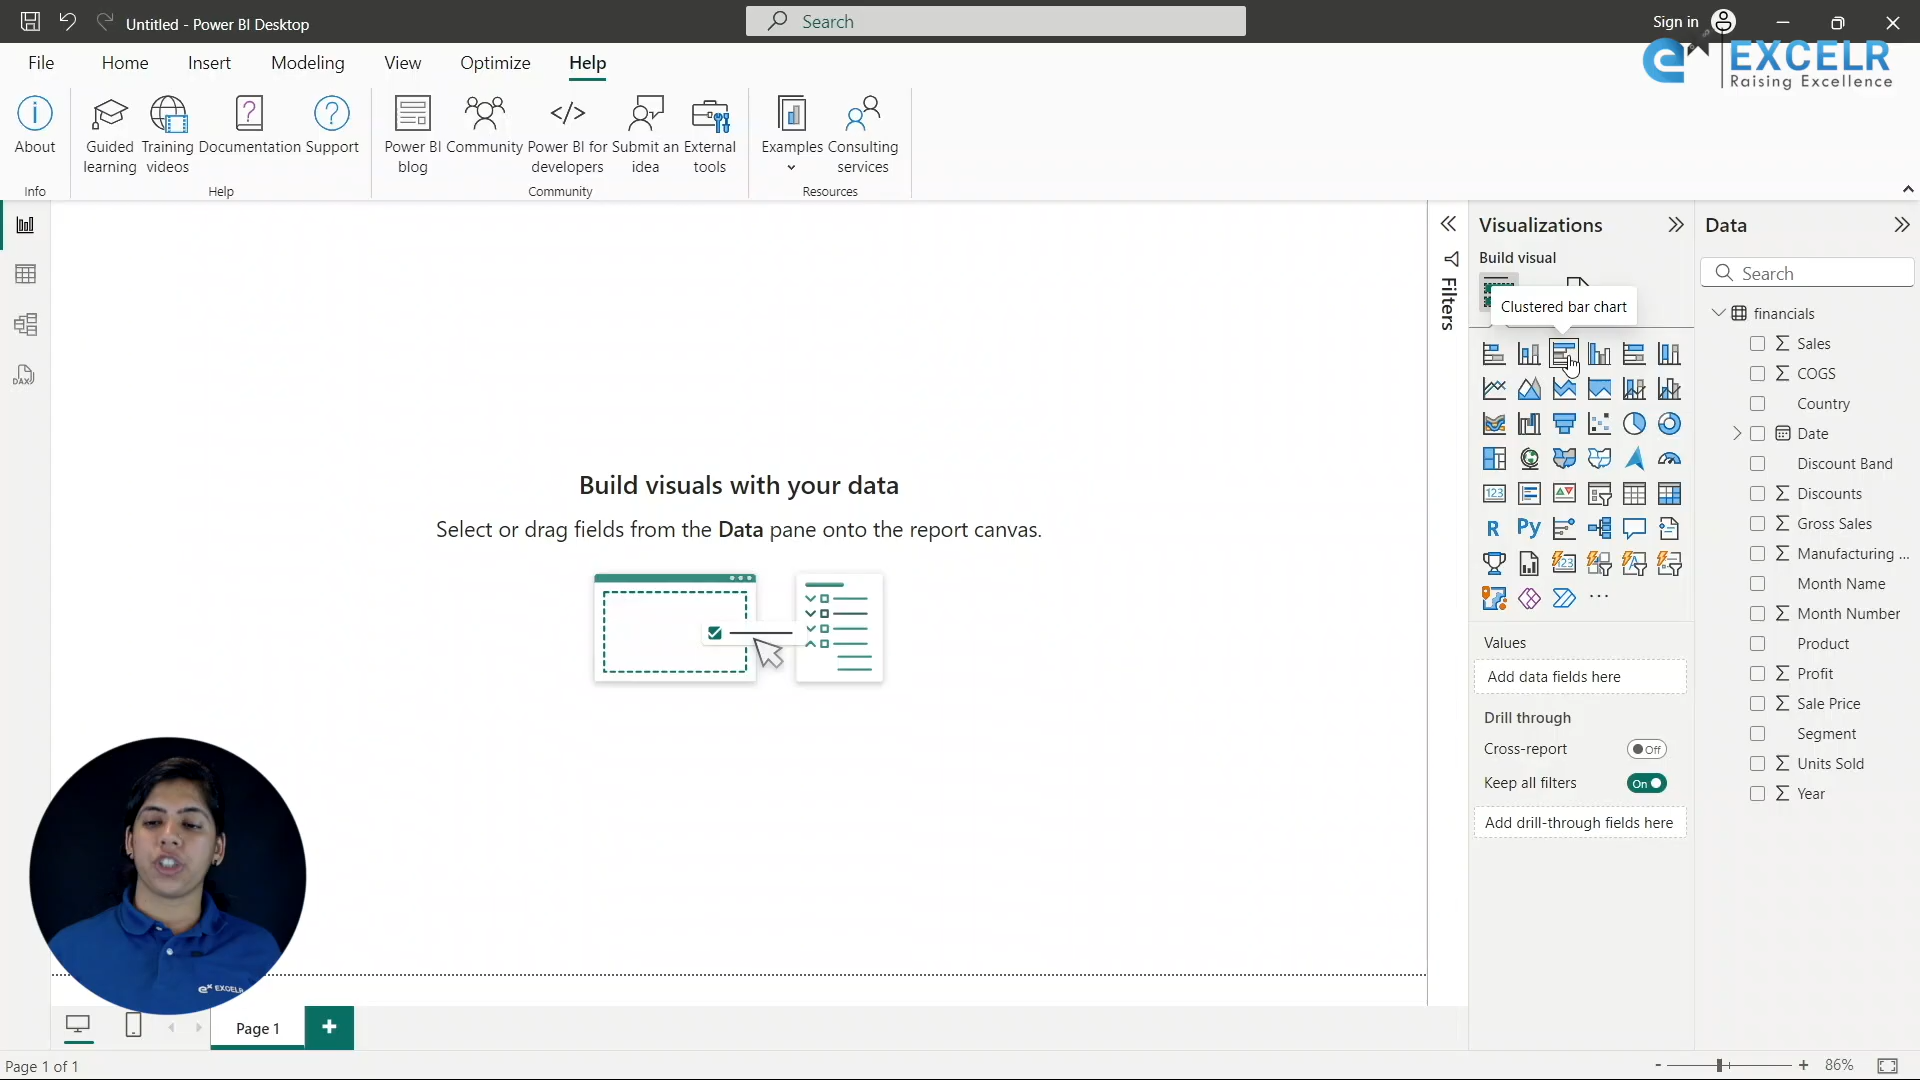 Untitled - Power BI Desktop
Search
Sign in
EXCELR
Raising Excellence
File
Home
Insert
Modeling
View
Optimize
Help
About
Guided learning
Training videos
Documentation
Support
Power BI blog
Community
Power BI for developers
Submit an idea
External tools
Examples
Consulting services
Info
Help
Community
Resources
DAX
Build visuals with your data
Select or drag fields from the Data pane onto the report canvas.
Filters
Visualizations
Build visual
Clustered bar chart
123
R
Py
123
Values
Add data fields here
Drill through
Cross-report
Off
Keep all filters
On
Add drill-through fields here
Data
Search
financials
Σ Sales
Σ COGS
Country
Date
Discount Band
Σ Discounts
Σ Gross Sales
Σ Manufacturing ...
Month Name
Σ Month Number
Product
Σ Profit
Σ Sale Price
Segment
Σ Units Sold
Σ Year
EXCELR
Page 1
+
Page 1 of 1
- + 86%